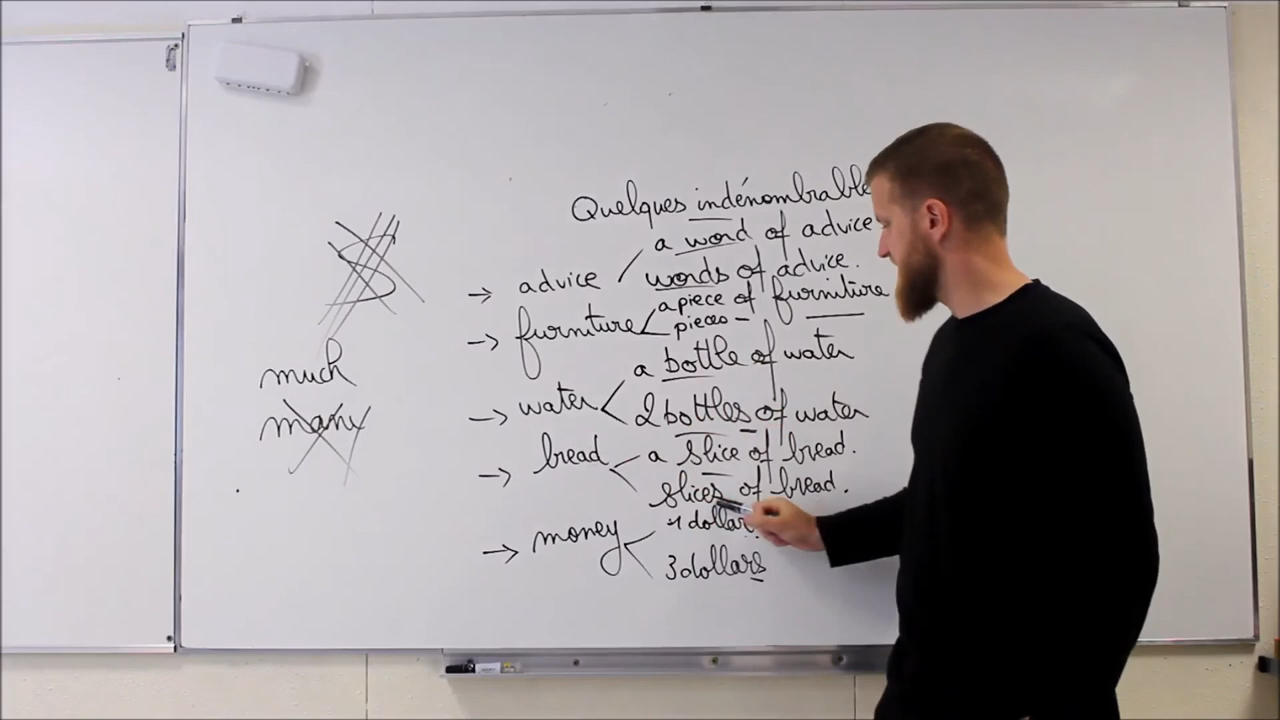 Quelques indénombrable
a word of advice
advice
words of advice.
a piece of furniture
furniture
pieces
a bottle of water
water
2 bottles of water
bread
a slice of bread.
slices of bread.
money
1 dollar.
3 dollars
S
much
many